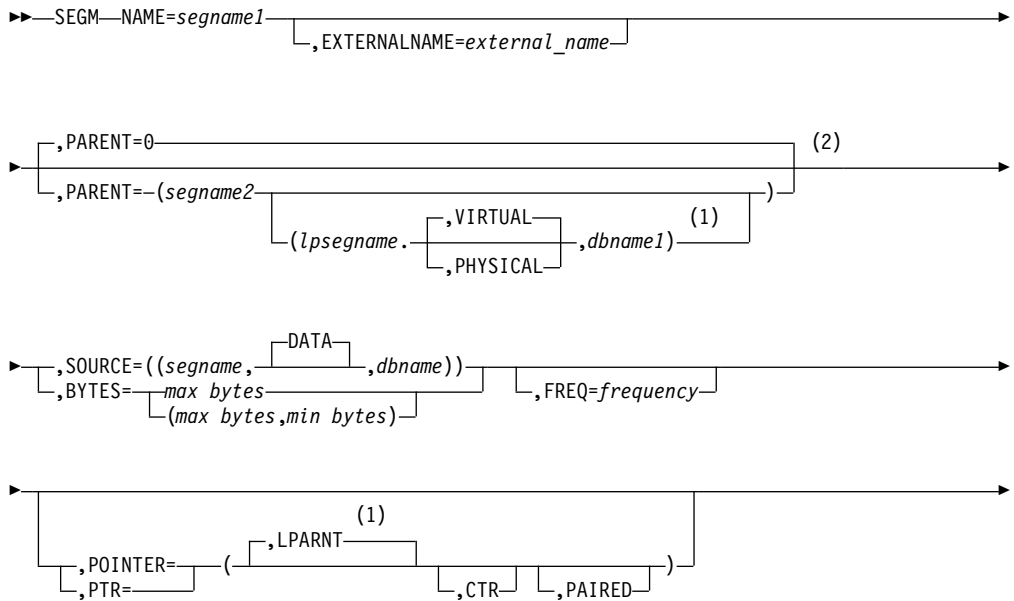 SEGM NAME=segname1
,EXTERNALNAME=external_name
,PARENT=0 (2)
,PARENT= (segname2 )
,VIRTUAL (1)
(lpsegname. ,dbname1)
,PHYSICAL
DATA
,SOURCE=((segname, ,dbname))
,BYTES= max bytes ,FREQ=frequency
(max bytes,min bytes)
(1)
,LPARNT
,POINTER= ( )
,PTR= ,CTR ,PAIRED